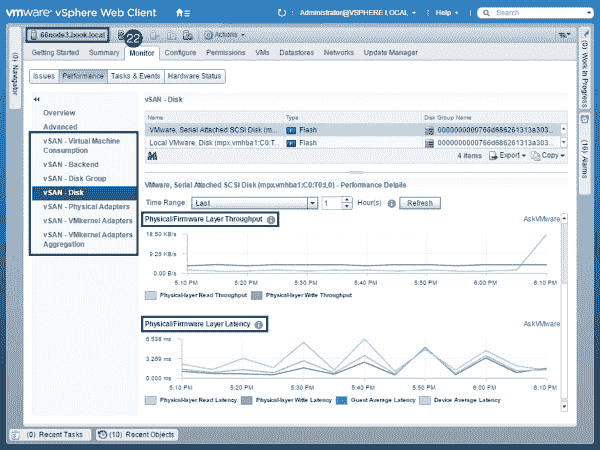 vmware® vSphere Web Client
Administrator@VSPHERE.LOCAL
Help
Search
66node3.book.local
22
Actions
Getting Started Summary Monitor Configure Permissions VMs Datastores Networks Update Manager
Issues Performance Tasks & Events Hardware Status
(0) Navigator
(0) Work In Progress
(16) Alarms
Overview
Advanced
vSAN - Virtual Machine
Consumption
vSAN - Backend
vSAN - Disk Group
vSAN - Disk
vSAN - Physical Adapters
vSAN - VMkernel Adapters
vSAN - VMkernel Adapters
Aggregation
vSAN - Disk
Name Type Disk Group Name
VMware, Serial Attached SCSI Disk (m... Flash 0000000000766d686261313a303...
Local VMware, Disk (mpx.vmhba1:C0:T... Flash 0000000000766d686261313a303...
4 items Export Copy
VMware, Serial Attached SCSI Disk (mpx.vmhba1:C0:T0:L0) - Performance Details
Time Range: Last 1 Hour(s) Refresh
Physical/Firmware Layer Throughput AskVMware
18.50 KB/s
9.25 KB/s
0.00 B/s
5:10 PM 5:20 PM 5:30 PM 5:40 PM 5:50 PM 6:00 PM 6:10 PM
Physical-layer Read Throughput Physical-layer Write Throughput
Physical/Firmware Layer Latency AskVMware
6.538 ms
3.269 ms
0.000 ms
5:10 PM 5:20 PM 5:30 PM 5:40 PM 5:50 PM 6:00 PM 6:10 PM
Physical-layer Read Latency Physical-layer Write Latency Guest Average Latency Device Average Latency
(0) Recent Tasks (10) Recent Objects